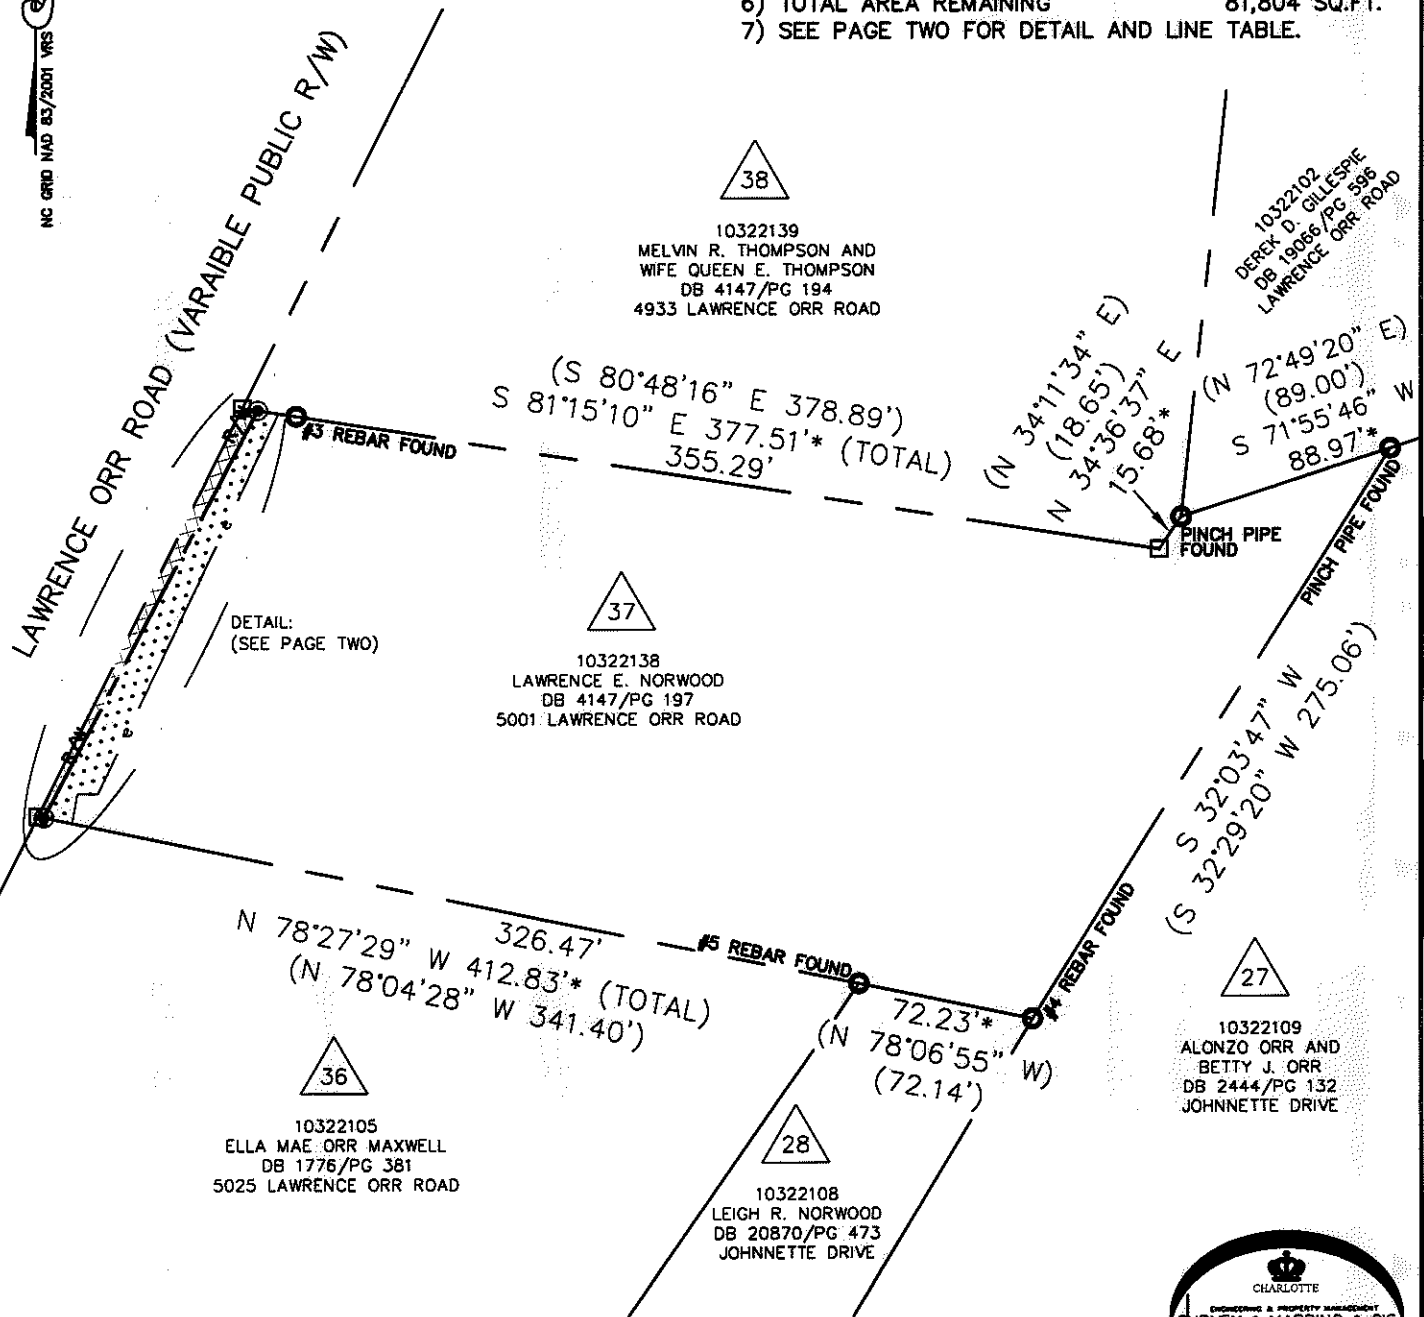 6) TOTAL AREA REMAINING 81,804 SQ.FT.
7) SEE PAGE TWO FOR DETAIL AND LINE TABLE.
NC GRID NAD 83/2001 VRS
LAWRENCE ORR ROAD (VARAIBLE PUBLIC R/W)
38
10322139
MELVIN R. THOMPSON AND
WIFE QUEEN E. THOMPSON
DB 4147/PG 194
4933 LAWRENCE ORR ROAD
10322102
DEREK D. GILLESPIE
DB 19066/PG 596
LAWRENCE ORR ROAD
(S 80°48'16" E 378.89')
S 81°15'10" E 377.51'* (TOTAL)
355.29'
(N 34°11'34" E)
(18.65')
N 34°36'37" E
15.68'*
(N 72°49'20" E)
(89.00')
S 71°55'46" W
88.97'*
#3 REBAR FOUND
PINCH PIPE
FOUND
PINCH PIPE FOUND
R/W
e
DETAIL:
(SEE PAGE TWO)
37
10322138
LAWRENCE E. NORWOOD
DB 4147/PG 197
5001 LAWRENCE ORR ROAD
S 32°03'47" W
(S 32°29'20" W 275.06')
e
R/W
N 78°27'29" W 412.83'* (TOTAL)
326.47'
(N 78°04'28" W 341.40')
#5 REBAR FOUND
#4 REBAR FOUND
72.23'*
(N 78°06'55" W)
(72.14')
27
10322109
ALONZO ORR AND
BETTY J. ORR
DB 2444/PG 132
JOHNNETTE DRIVE
36
10322105
ELLA MAE ORR MAXWELL
DB 1776/PG 381
5025 LAWRENCE ORR ROAD
28
10322108
LEIGH R. NORWOOD
DB 20870/PG 473
JOHNNETTE DRIVE
CHARLOTTE
ENGINEERING & PROPERTY MANAGEMENT